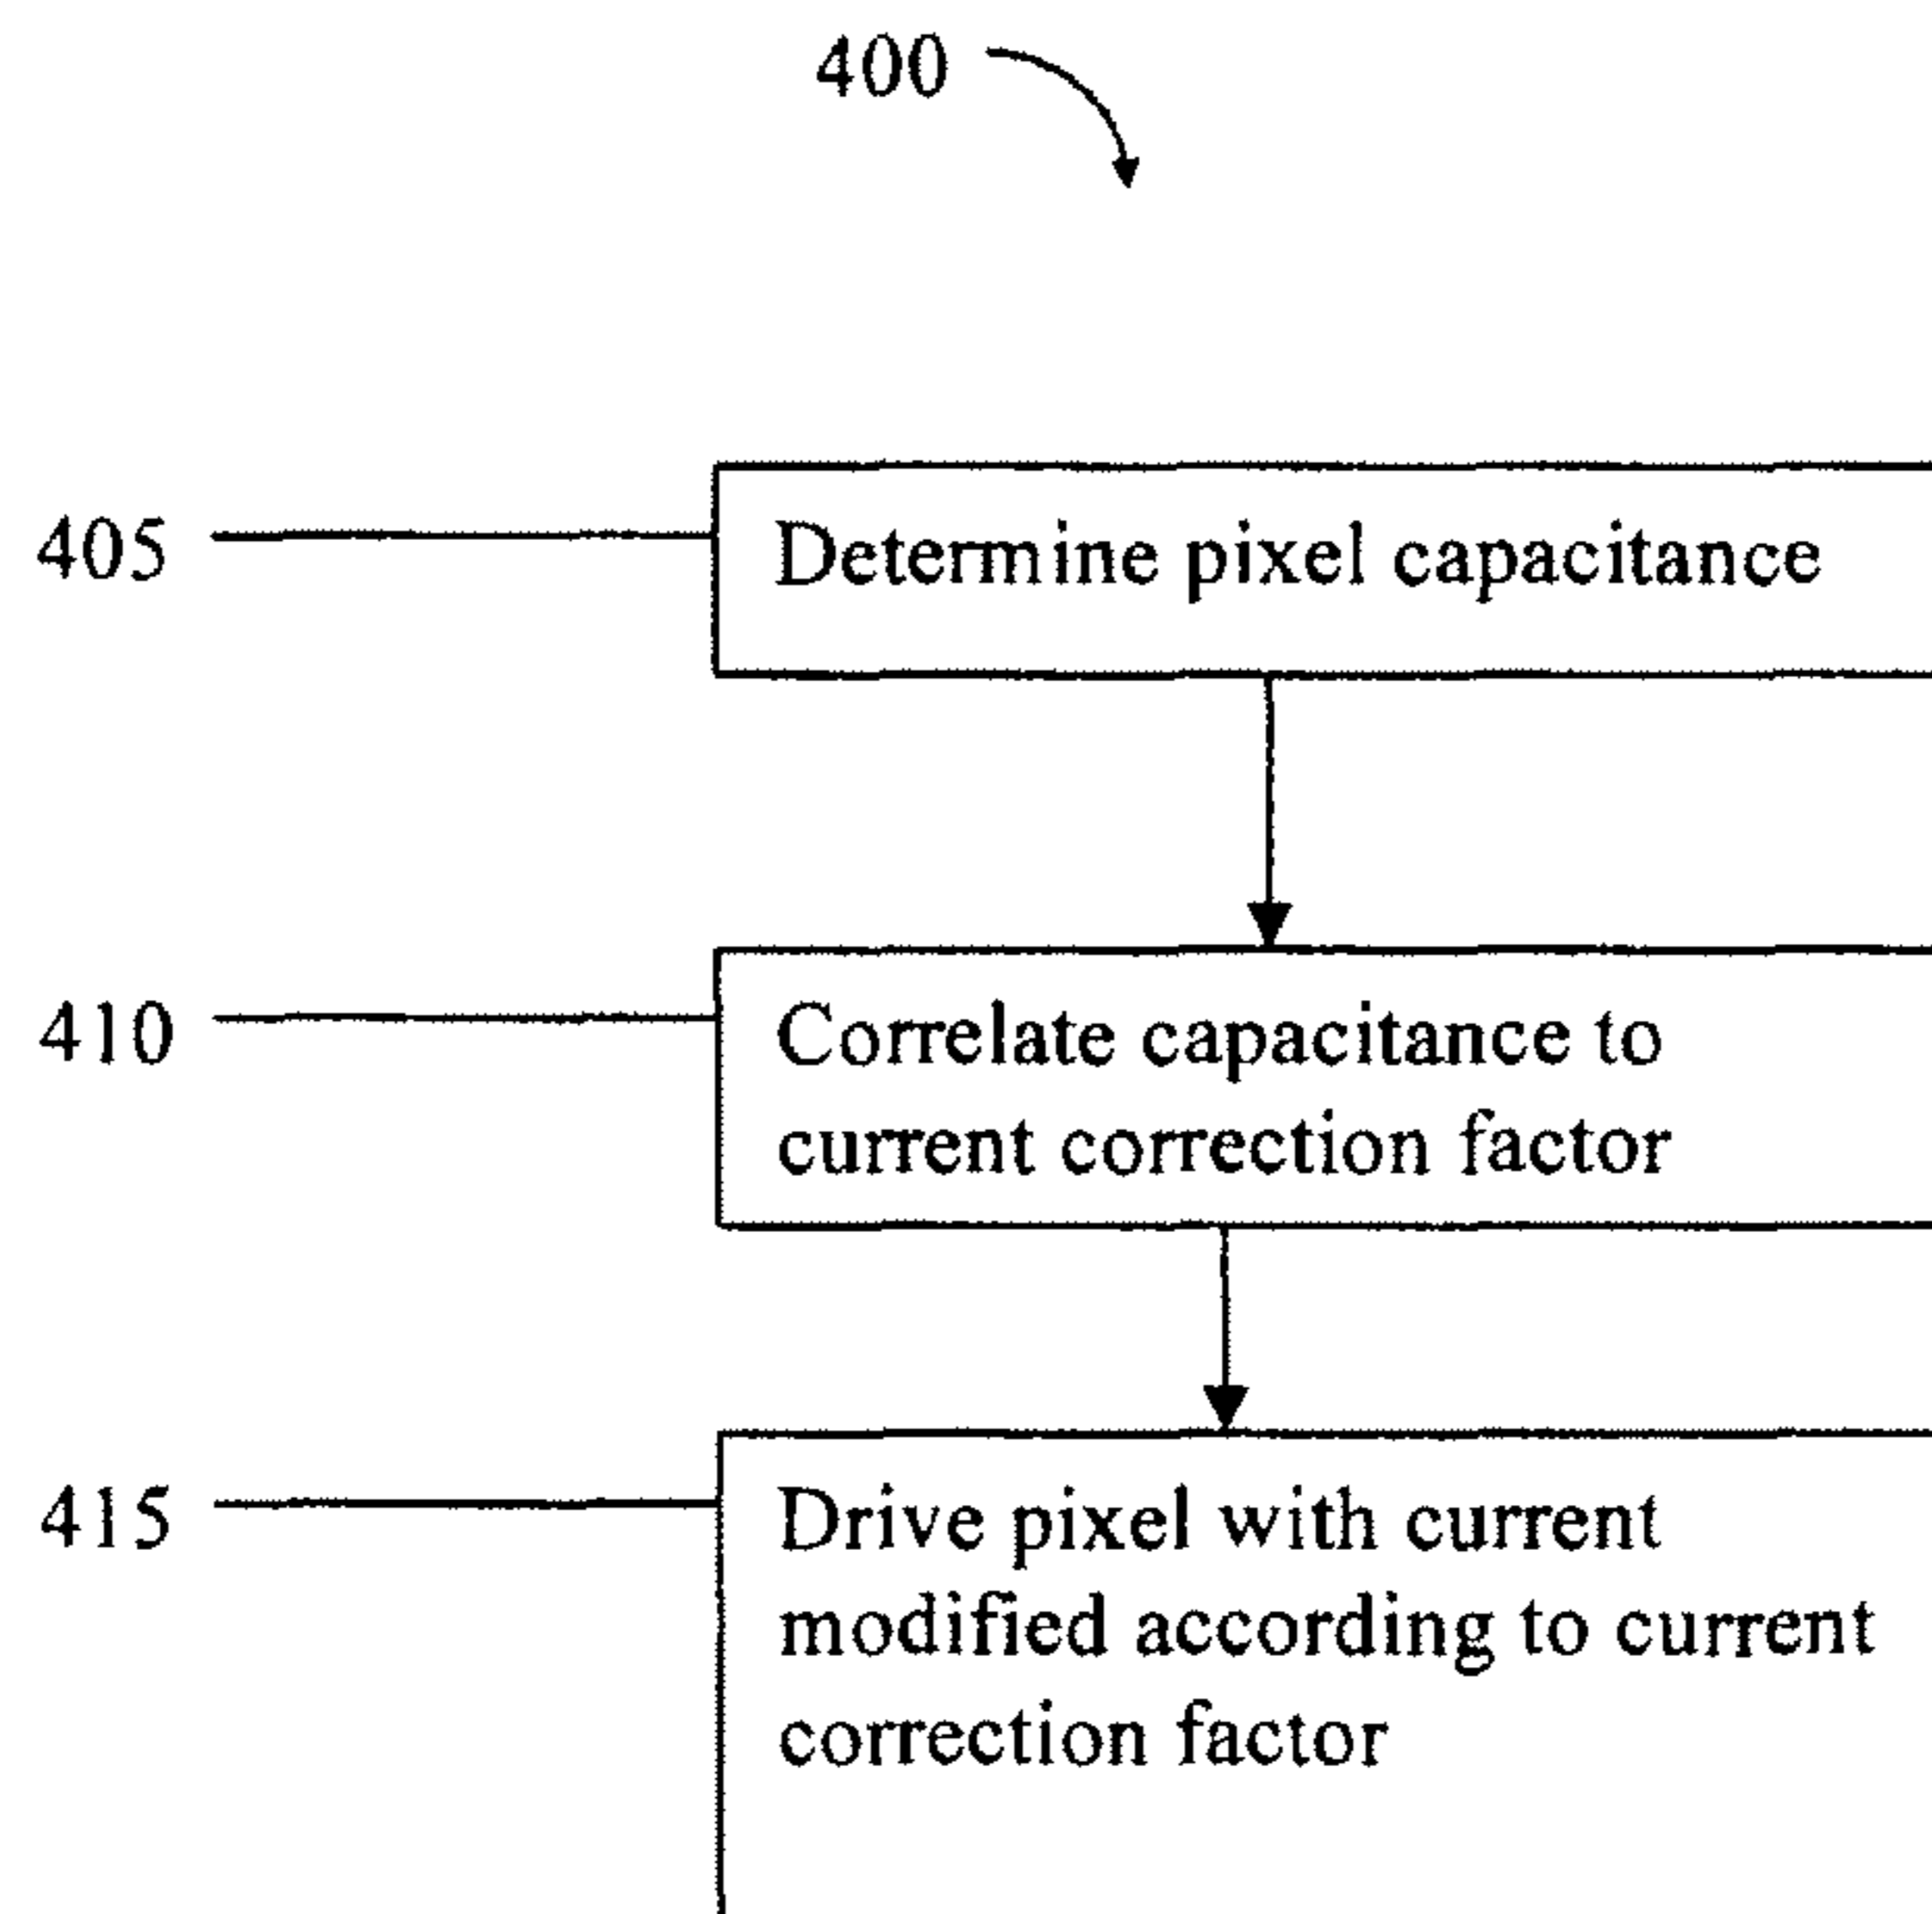 400
405
Determine pixel capacitance
410
Correlate capacitance to
current correction factor
415
Drive pixel with current
modified according to current
correction factor